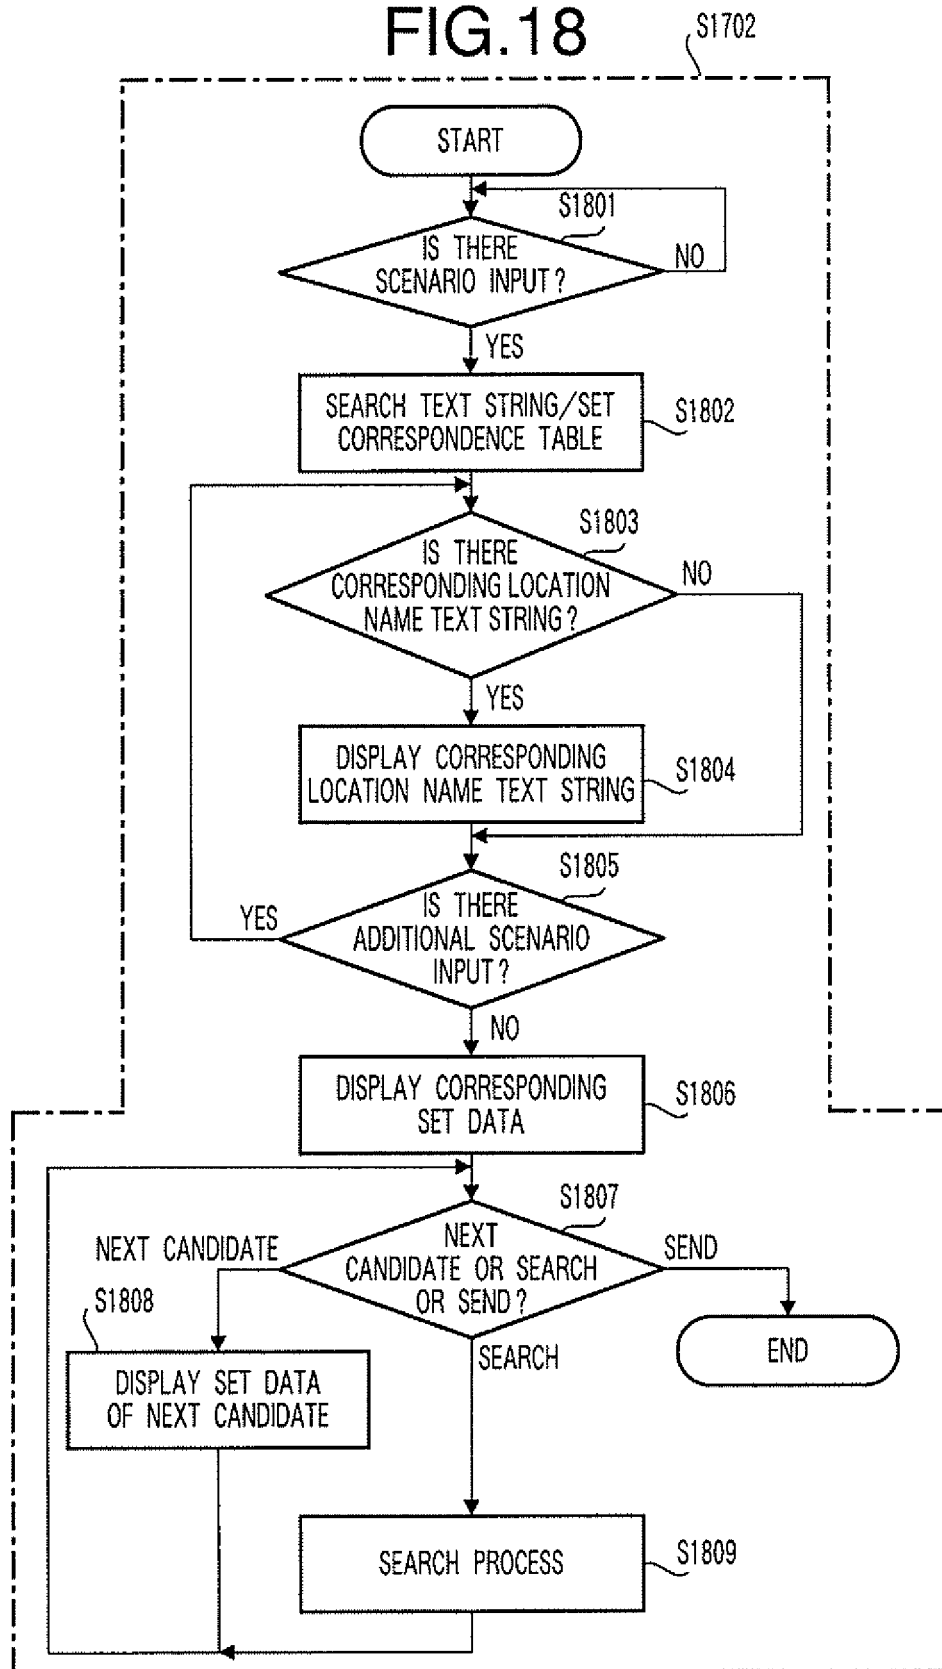 FIG.18
S1702
START
S1801
IS THERE
SCENARIO INPUT?
NO
YES
SEARCH TEXT STRING/SET
CORRESPONDENCE TABLE
S1802
S1803
IS THERE
CORRESPONDING LOCATION
NAME TEXT STRING?
NO
YES
DISPLAY CORRESPONDING
LOCATION NAME TEXT STRING
S1804
S1805
IS THERE
ADDITIONAL SCENARIO
INPUT?
YES
NO
DISPLAY CORRESPONDING
SET DATA
S1806
S1807
NEXT
CANDIDATE OR SEARCH
OR SEND?
NEXT CANDIDATE
SEND
S1808
END
SEARCH
DISPLAY SET DATA
OF NEXT CANDIDATE
SEARCH PROCESS
S1809